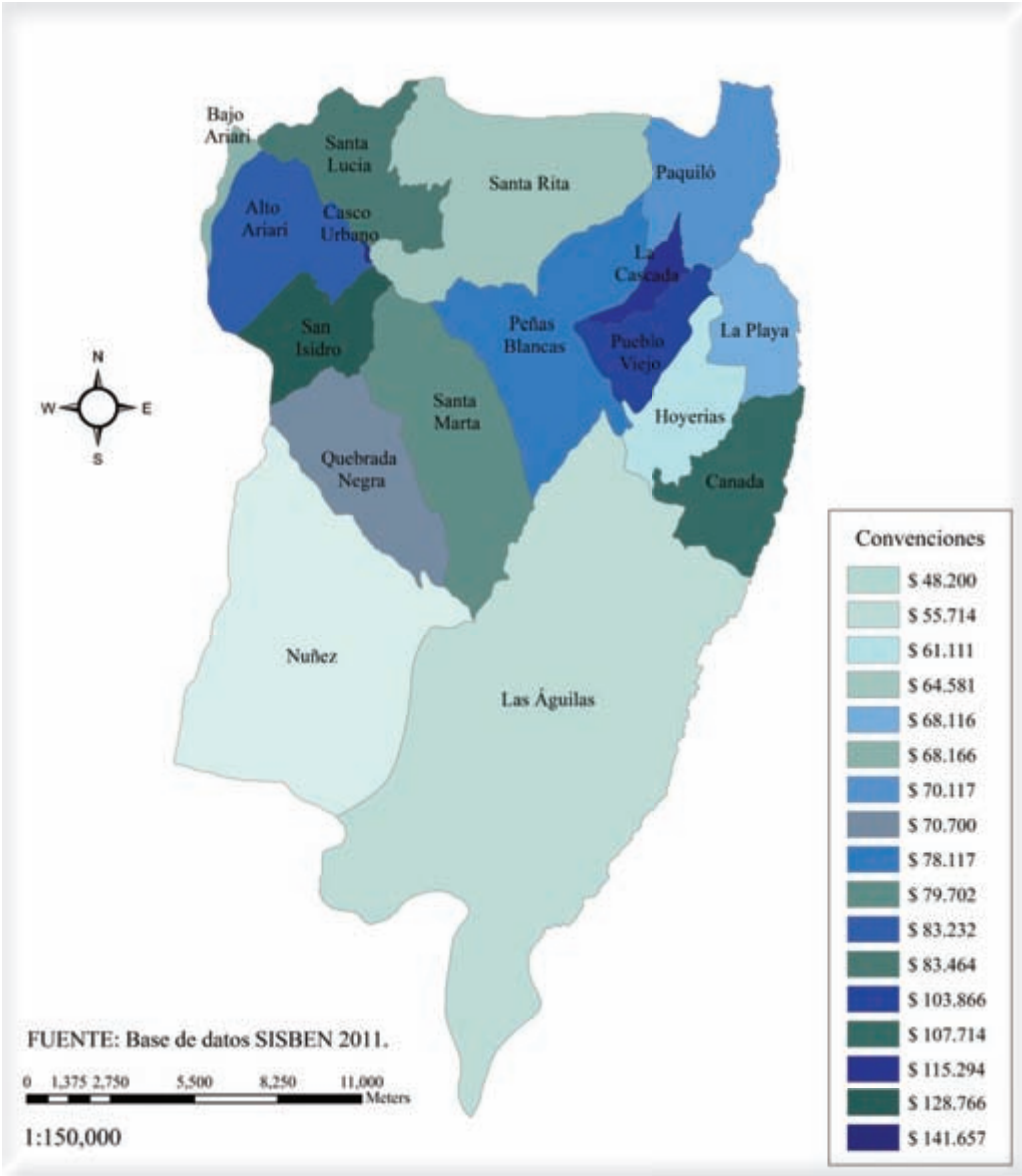 Bajo
Ariari
Santa
Lucia
Santa Rita
Paquiló
Alto
Ariari
Casco
Urbano
La
Cascada
San
Isidro
Peñas
Blancas
Pueblo
Viejo
La Playa
N
W E
S
Santa
Marta
Hoyerias
Quebrada
Negra
Canada
Nuñez
Las Águilas
Convenciones
$ 48.200
$ 55.714
$ 61.111
$ 64.581
$ 68.116
$ 68.166
$ 70.117
$ 70.700
$ 78.117
$ 79.702
$ 83.232
$ 83.464
$ 103.866
$ 107.714
$ 115.294
$ 128.766
$ 141.657
FUENTE: Base de datos SISBEN 2011.
0 1,375 2,750 5,500 8,250 11,000
Meters
1:150,000